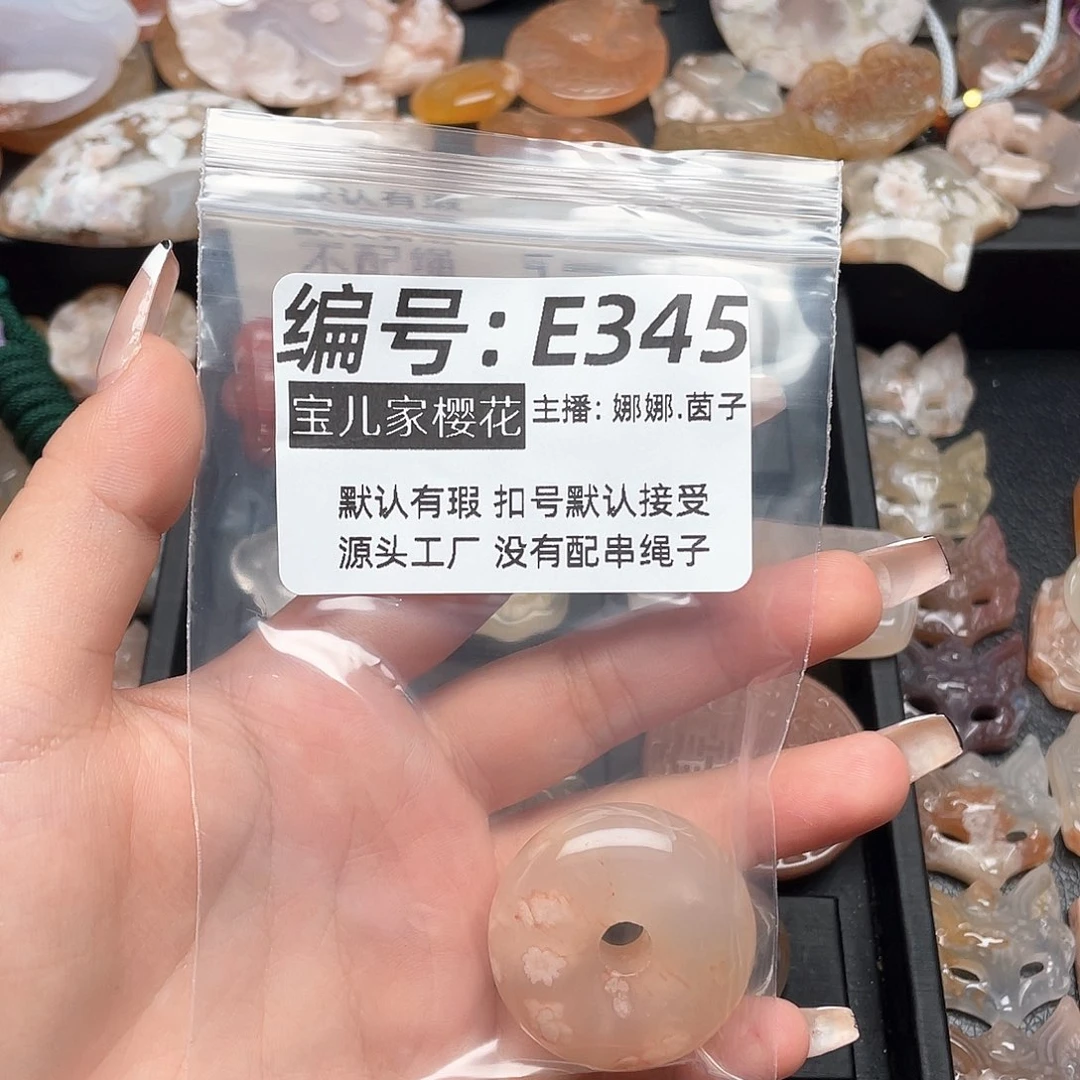 编号：E345
宝儿家樱花 主播：娜娜.茵子
默认有瑕 扣号默认接受
源头工厂 没有配串绳子